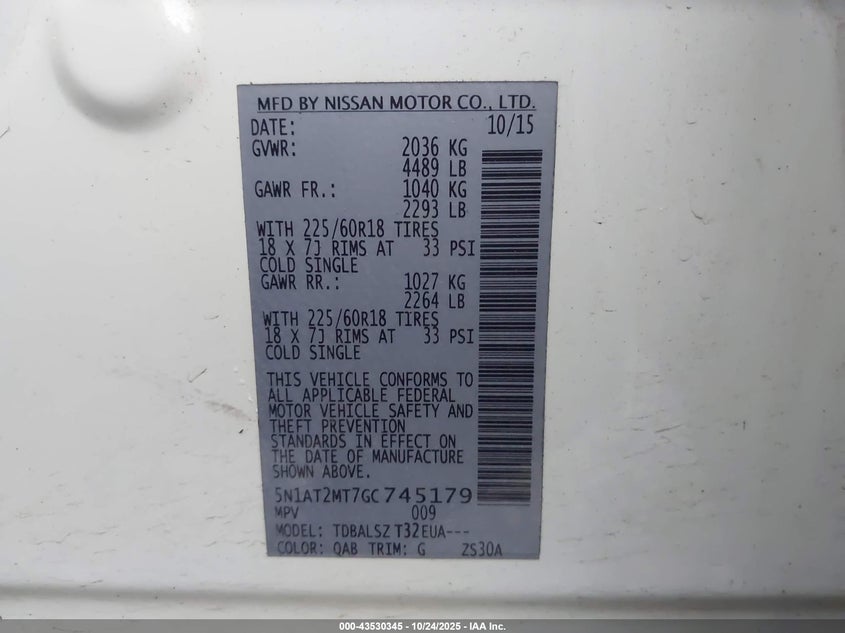 MFD BY NISSAN MOTOR CO., LTD.
DATE: 10/15
GVWR: 2036 KG
4489 LB
GAWR FR.: 1040 KG
2293 LB
WITH 225/60R18 TIRES
18 X 7J RIMS AT 33 PSI
COLD SINGLE
GAWR RR.: 1027 KG
2264 LB
WITH 225/60R18 TIRES
18 X 7J RIMS AT 33 PSI
COLD SINGLE
THIS VEHICLE CONFORMS TO
ALL APPLICABLE FEDERAL
MOTOR VEHICLE SAFETY AND
THEFT PREVENTION
STANDARDS IN EFFECT ON
THE DATE OF MANUFACTURE
SHOWN ABOVE.
5N1AT2MT7GC745179
MPV 009
MODEL: TDBALSZ T32EUA---
COLOR: QAB TRIM: G ZS30A
000-43530345 - 10/24/2025 - IAA Inc.